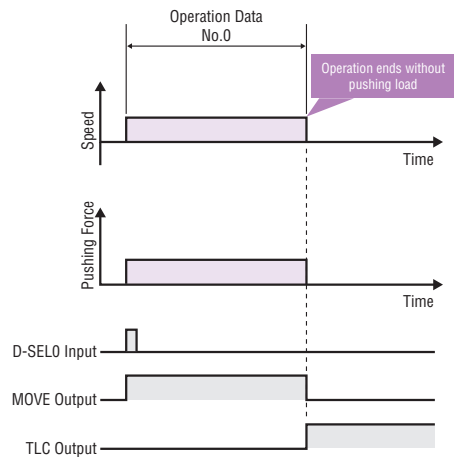 Operation Data
No.0
Operation ends without
pushing load
Speed
Time
Pushing Force
Time
D-SEL0 Input
MOVE Output
TLC Output